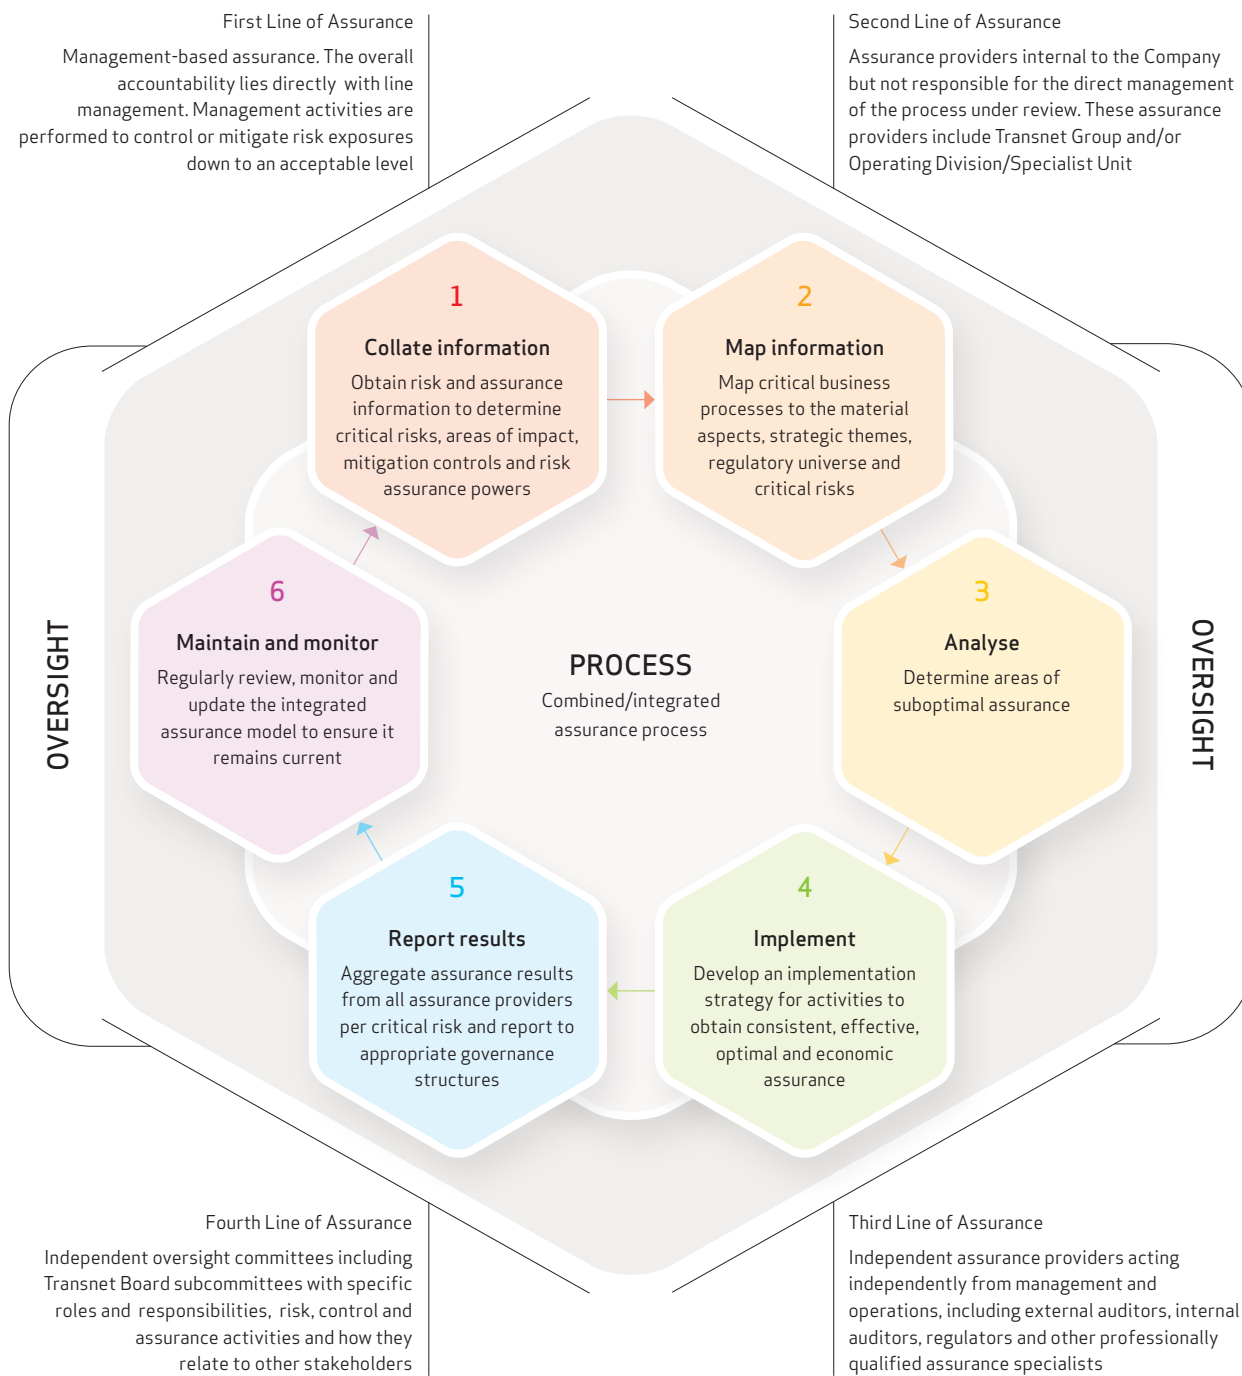 First Line of Assurance
Management-based assurance. The overall
accountability lies directly with line
management. Management activities are
performed to control or mitigate risk exposures
down to an acceptable level
Second Line of Assurance
Assurance providers internal to the Company
but not responsible for the direct management
of the process under review. These assurance
providers include Transnet Group and/or
Operating Division/Specialist Unit
1
Collate information
Obtain risk and assurance
information to determine
critical risks, areas of impact,
mitigation controls and risk
assurance powers
2
Map information
Map critical business
processes to the material
aspects, strategic themes,
regulatory universe and
critical risks
3
Analyse
Determine areas of
suboptimal assurance
4
Implement
Develop an implementation
strategy for activities to
obtain consistent, effective,
optimal and economic
assurance
5
Report results
Aggregate assurance results
from all assurance providers
per critical risk and report to
appropriate governance
structures
6
Maintain and monitor
Regularly review, monitor and
update the integrated
assurance model to ensure it
remains current
PROCESS
Combined/integrated
assurance process
OVERSIGHT
OVERSIGHT
Fourth Line of Assurance
Independent oversight committees including
Transnet Board subcommittees with specific
roles and responsibilities, risk, control and
assurance activities and how they
relate to other stakeholders
Third Line of Assurance
Independent assurance providers acting
independently from management and
operations, including external auditors, internal
auditors, regulators and other professionally
qualified assurance specialists